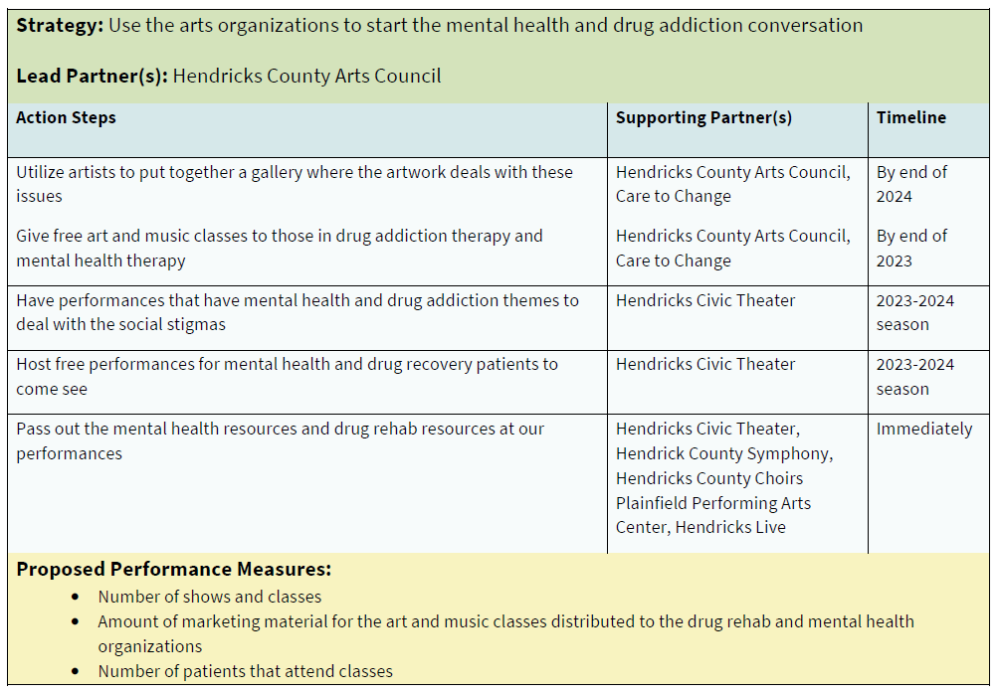 Strategy: Use the arts organizations to start the mental health and drug addiction conversation
Lead Partner(s): Hendricks County Arts Council
Action Steps
Supporting Partner(s)
Timeline
Utilize artists to put together a gallery where the artwork deals with these
issues
Hendricks County Arts Council,
Care to Change
By end of
2024
Give free art and music classes to those in drug addiction therapy and
mental health therapy
Hendricks County Arts Council,
Care to Change
By end of
2023
Have performances that have mental health and drug addiction themes to
deal with the social stigmas
Hendricks Civic Theater
2023-2024
season
Host free performances for mental health and drug recovery patients to
come see
Hendricks Civic Theater
2023-2024
season
Pass out the mental health resources and drug rehab resources at our
performances
Hendricks Civic Theater,
Hendrick County Symphony,
Hendricks County Choirs
Plainfield Performing Arts
Center, Hendricks Live
Immediately
Proposed Performance Measures:
• Number of shows and classes
• Amount of marketing material for the art and music classes distributed to the drug rehab and mental health
organizations
• Number of patients that attend classes